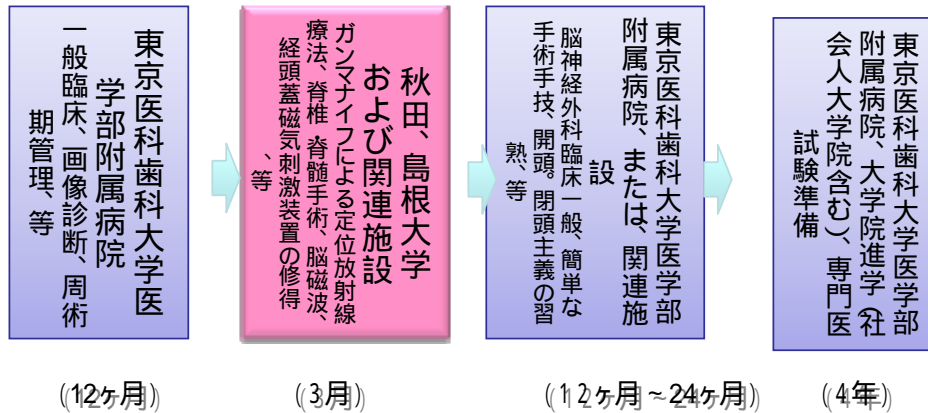 東京医科歯科大学医
学部附属病院
一般臨床、画像診断、周術
期管理、等
秋田、島根大学
および関連施設
ガンマナイフによる定位放射線
療法、脊椎・脊髄手術、脳磁波、
経頭蓋磁気刺激装置の修得
、等
東京医科歯科大学医学部
附属病院、または、関連施
設
脳神経外科臨床一般、簡単な
手術手技、開頭。閉頭主義の習
熟、等
東京医科歯科大学医学部
附属病院、大学院進学(社
会人大学院含む)、専門医
試験準備
(12ヶ月)
(3月)
(12ヶ月~24ヶ月)
(4年)